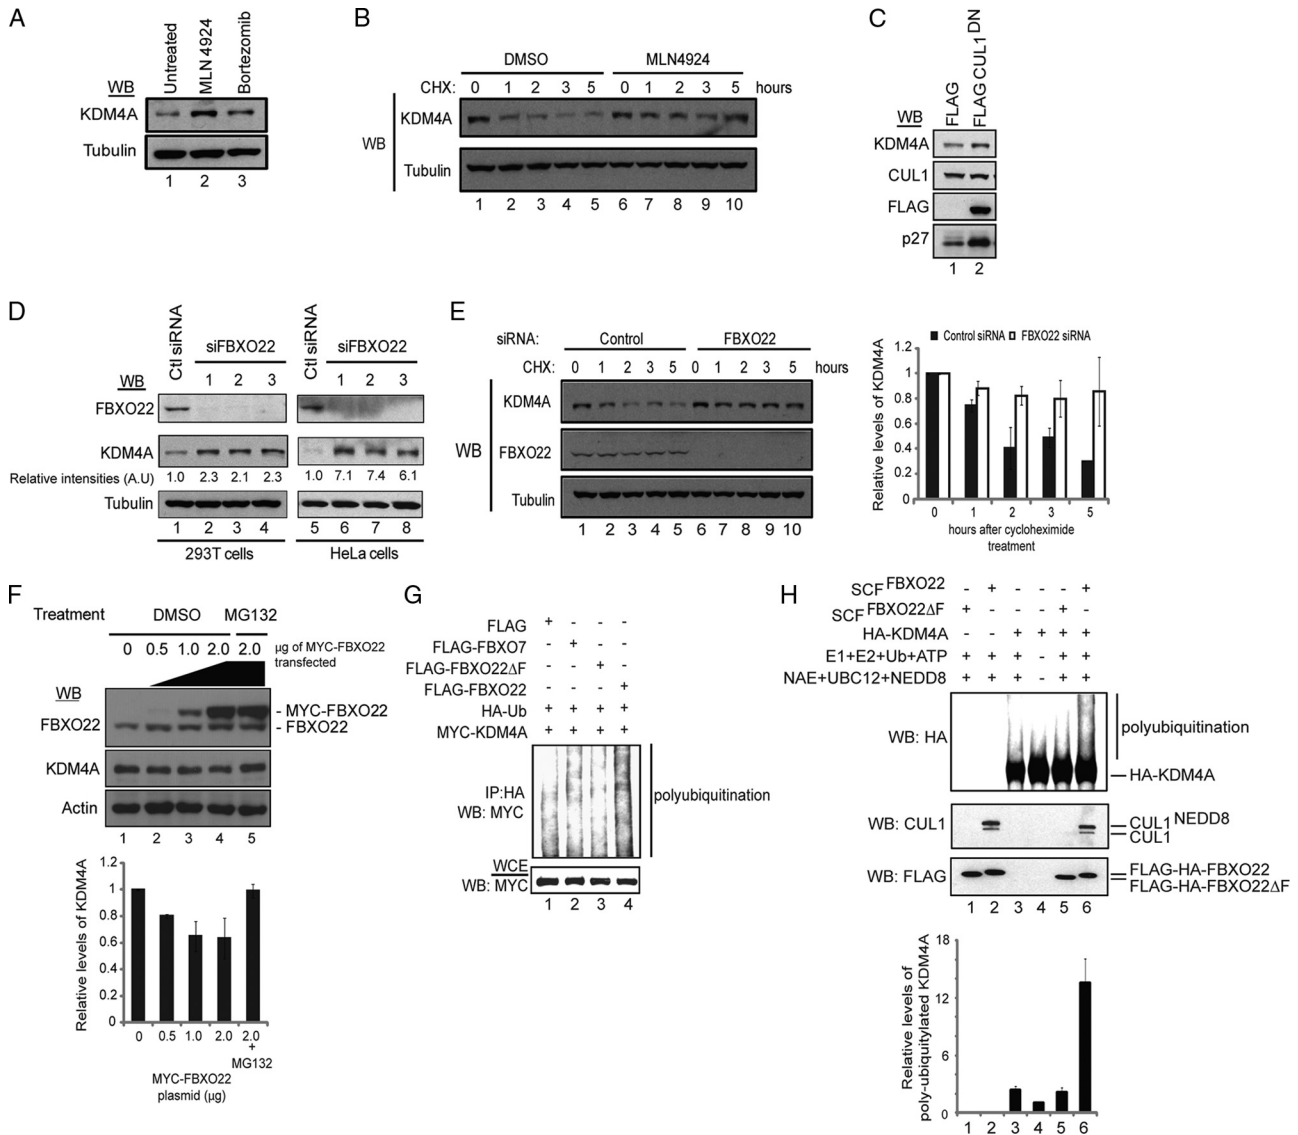 A
Untreated
MLN4924
Bortezomib
WB
KDM4A
Tubulin
1 2 3
B
DMSO MLN4924
CHX: 0 1 2 3 5 0 1 2 3 5 hours
WB
KDM4A
Tubulin
1 2 3 4 5 6 7 8 9 10
C
FLAG
FLAG CUL1 DN
WB
KDM4A
CUL1
FLAG
p27
1 2
D
Ctl siRNA siFBXO22 Ctl siRNA siFBXO22
WB 1 2 3 1 2 3
FBXO22
KDM4A
Relative intensities (A.U) 1.0 2.3 2.1 2.3 1.0 7.1 7.4 6.1
Tubulin
1 2 3 4 5 6 7 8
293T cells HeLa cells
E
siRNA: Control FBXO22
CHX: 0 1 2 3 5 0 1 2 3 5 hours
WB
KDM4A
FBXO22
Tubulin
1 2 3 4 5 6 7 8 9 10
Control siRNA FBXO22 siRNA
Relative levels of KDM4A
1.2
1
0.8
0.6
0.4
0.2
0
0 1 2 3 5
hours after cycloheximide
treatment
F
Treatment DMSO MG132
0 0.5 1.0 2.0 2.0 µg of MYC-FBXO22
transfected
WB
FBXO22
- MYC-FBXO22
- FBXO22
KDM4A
Actin
1 2 3 4 5
Relative levels of KDM4A
1.2
1
0.8
0.6
0.4
0.2
0
0 0.5 1.0 2.0 2.0
+
MG132
MYC-FBXO22
plasmid (µg)
G
FLAG + - - -
FLAG-FBXO7 - + - -
FLAG-FBXO22ΔF - - + -
FLAG-FBXO22 - - - +
HA-Ub + + + +
MYC-KDM4A + + + +
IP:HA
WB: MYC
polyubiquitination
WCE
WB: MYC
1 2 3 4
H
SCF FBXO22 - + - - - +
SCF FBXO22ΔF + - - - + -
HA-KDM4A - - + + + +
E1+E2+Ub+ATP + + + + + +
NAE+UBC12+NEDD8 + + + - + +
WB: HA
polyubiquitination
HA-KDM4A
WB: CUL1
CUL1 NEDD8
CUL1
WB: FLAG
FLAG-HA-FBXO22
FLAG-HA-FBXO22ΔF
1 2 3 4 5 6
Relative levels of
poly-ubiquitylated KDM4A
18
12
6
0
1 2 3 4 5 6